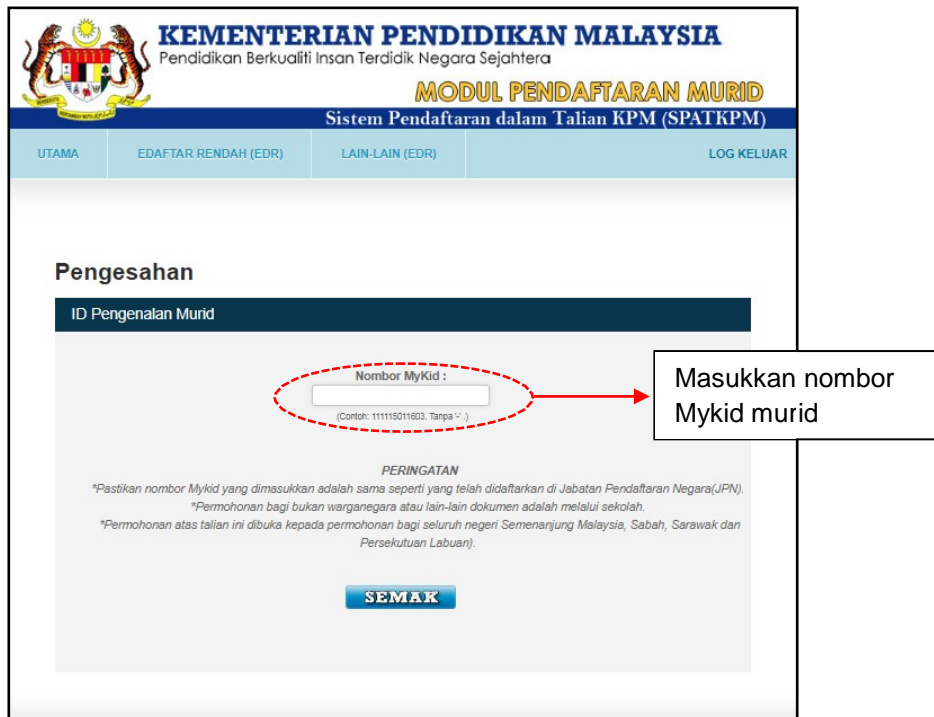 KEMENTERIAN PENDIDIKAN MALAYSIA
Pendidikan Berkualiti Insan Terdidik Negara Sejahtera
MODUL PENDAFTARAN MURID
Sistem Pendaftaran dalam Talian KPM (SPATKPM)
UTAMA
EDAFTAR RENDAH (EDR)
LAIN-LAIN (EDR)
LOG KELUAR
Pengesahan
ID Pengenalan Murid
Nombor MyKid :
(Contoh: 111115011603. Tanpa '-' .)
Masukkan nombor
Mykid murid
PERINGATAN
*Pastikan nombor Mykid yang dimasukkan adalah sama seperti yang telah didaftarkan di Jabatan Pendaftaran Negara(JPN).
*Permohonan bagi bukan warganegara atau lain-lain dokumen adalah melalui sekolah.
*Permohonan atas talian ini dibuka kepada permohonan bagi seluruh negeri Semenanjung Malaysia, Sabah, Sarawak dan
Persekutuan Labuan).
SEMAK